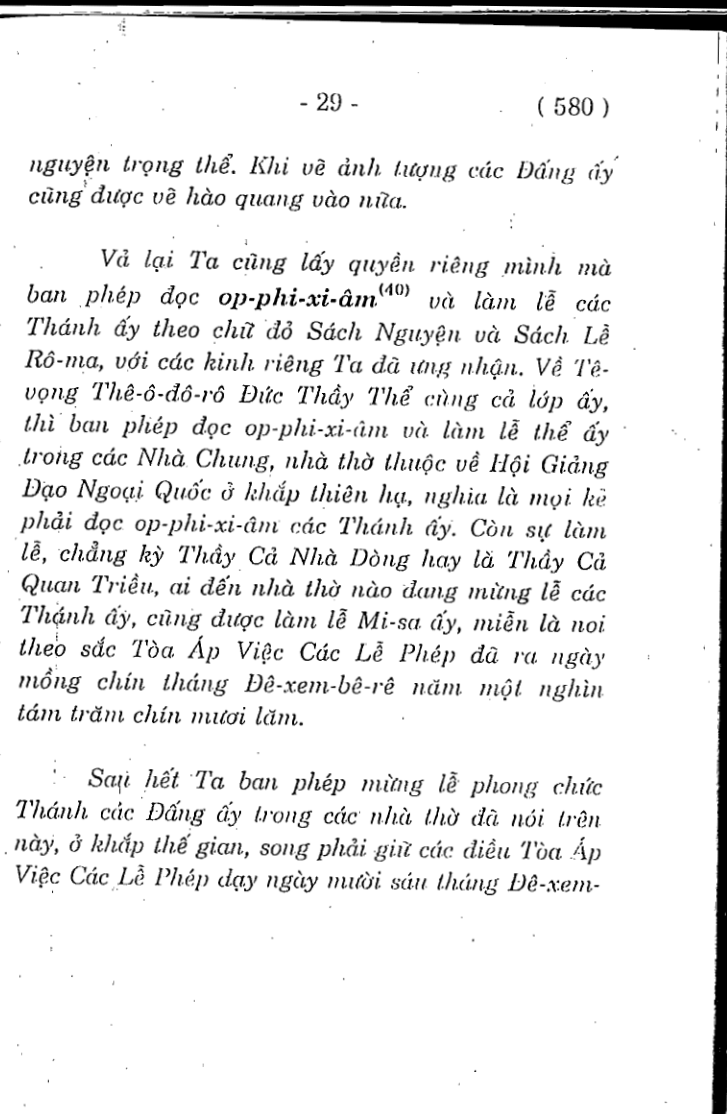 - 29 - ( 580 )
nguyện trọng thể. Khi vẽ ảnh tượng các Đấng ấy
cũng được vẽ hào quang vào nữa.
Vả lại Ta cũng lấy quyền riêng mình mà
ban phép đọc op-phi-xi-âm(40) và làm lễ các
Thánh ấy theo chữ đỏ Sách Nguyện và Sách Lễ
Rô-ma, với các kinh riêng Ta đã ưng nhận. Về Tê-
vọng Thê-ô-đô-rô Đức Thầy Thể cùng cả lớp ấy,
thì ban phép đọc op-phi-xi-âm và làm lễ thể ấy
trong các Nhà Chung, nhà thờ thuộc về Hội Giảng
Đạo Ngoại Quốc ở khắp thiên hạ, nghĩa là mọi kẻ
phải đọc op-phi-xi-âm các Thánh ấy. Còn sự làm
lễ, chẳng kỳ Thầy Cả Nhà Dòng hay là Thầy Cả
Quan Triều, ai đến nhà thờ nào đang mừng lễ các
Thánh ấy, cũng được làm lễ Mi-sa ấy, miễn là noi
theo sắc Tòa Áp Việc Các Lễ Phép đã ra ngày
mồng chín tháng Đê-xem-bê-rê năm một nghìn
tám trăm chín mươi lăm.
Sau hết Ta ban phép mừng lễ phong chức
Thánh các Đấng ấy trong các nhà thờ đã nói trên
này, ở khắp thế gian, song phải giữ các điều Tòa Áp
Việc Các Lễ Phép dạy ngày mười sáu tháng Đê-xem-